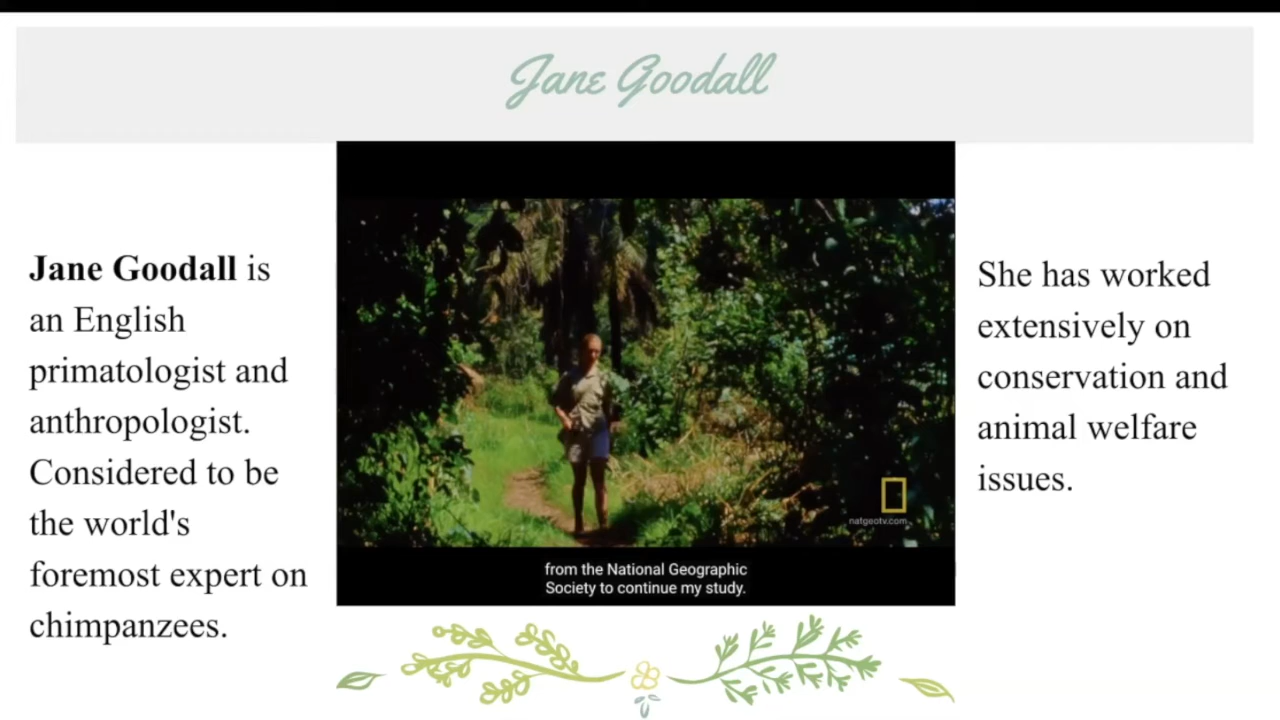 Jane Goodall
Jane Goodall is
an English
primatologist and
anthropologist.
Considered to be
the world's
foremost expert on
chimpanzees.
natgeotv.com
from the National Geographic
Society to continue my study.
She has worked
extensively on
conservation and
animal welfare
issues.